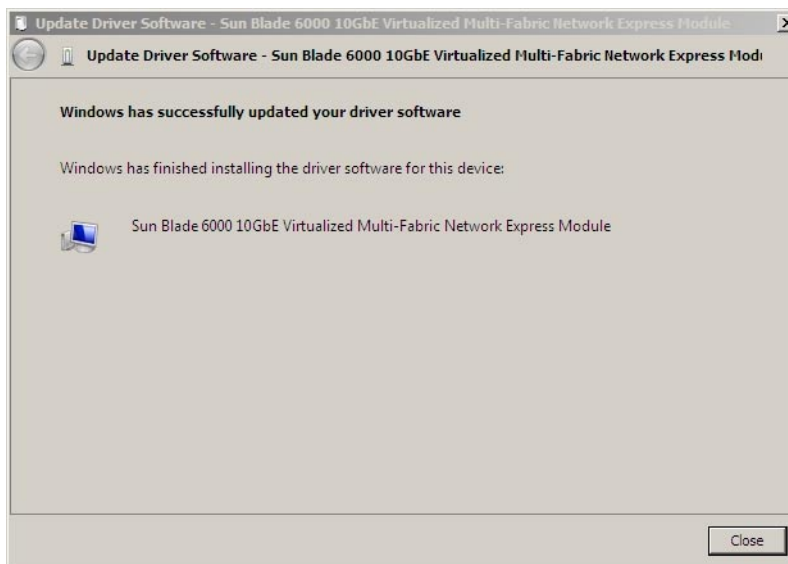 Update Driver Software - Sun Blade 6000 10GbE Virtualized Multi-Fabric Network Express Module
Update Driver Software - Sun Blade 6000 10GbE Virtualized Multi-Fabric Network Express Modu
Windows has successfully updated your driver software
Windows has finished installing the driver software for this device:
Sun Blade 6000 10GbE Virtualized Multi-Fabric Network Express Module
Close